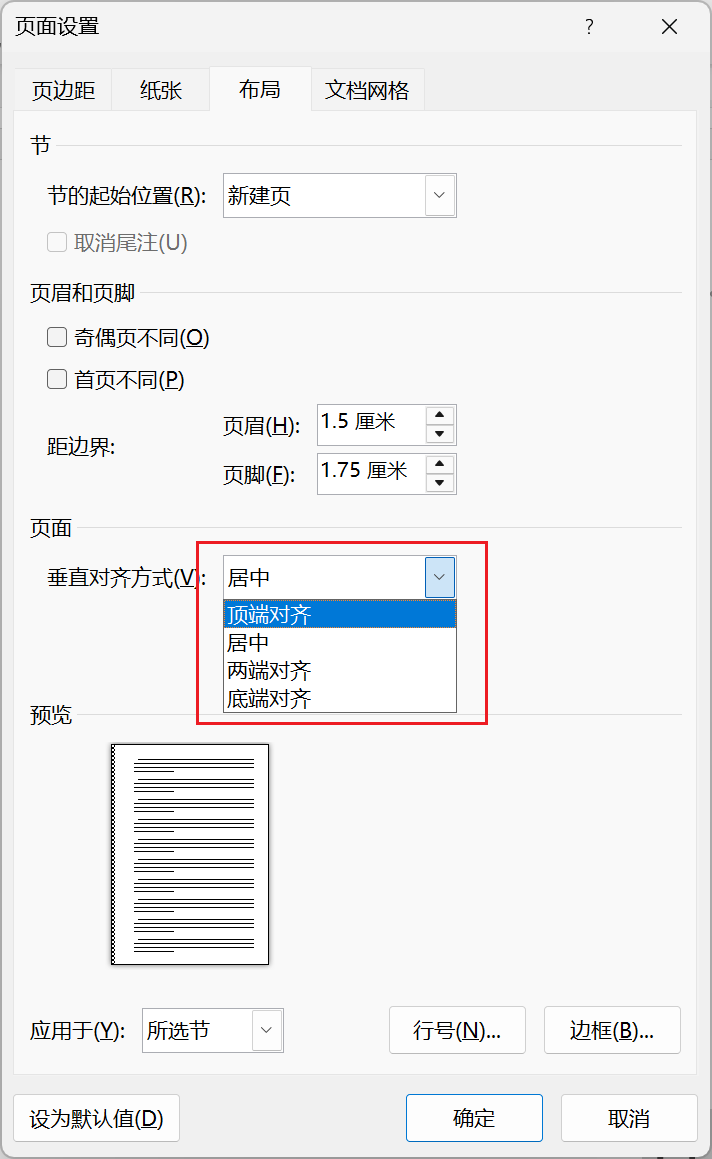 页面设置 ?
页边距 纸张 布局 文档网格
节
节的起始位置(R): 新建页
取消尾注(U)
页眉和页脚
奇偶页不同(O)
首页不同(P)
页眉(H): 1.5 厘米
距边界:
页脚(F): 1.75 厘米
页面
垂直对齐方式(V): 居中
顶端对齐
居中
两端对齐
底端对齐
预览
应用于(Y): 所选节 行号(N)... 边框(B)...
设为默认值(D) 确定 取消